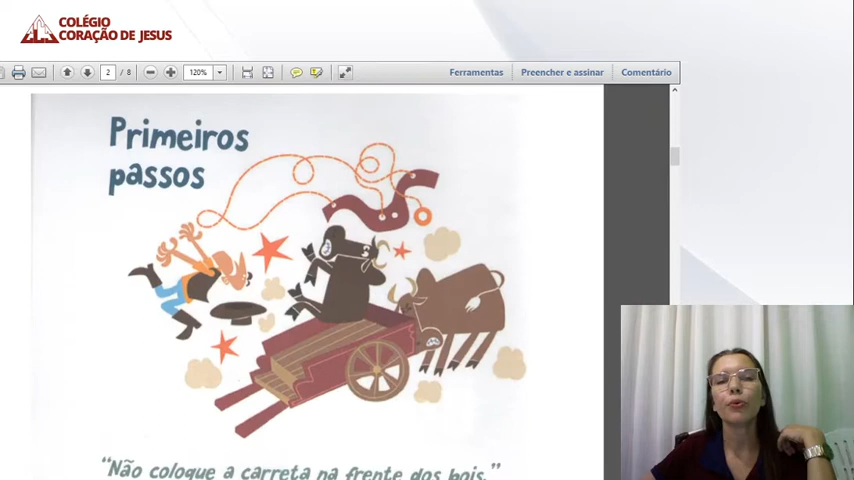 COLÉGIO
CORAÇÃO DE JESUS
2 / 8
120%
Ferramentas
Preencher e assinar
Comentário
Primeiros
passos
"Não coloque a carreta na frente dos bois."